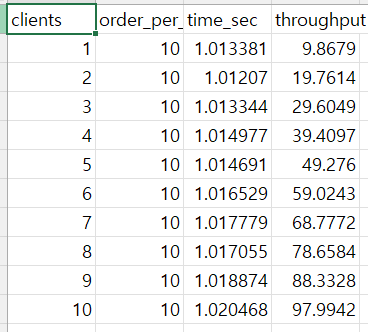 clients order_per_ time_sec throughput
1 10 1.013381 9.8679
2 10 1.01207 19.7614
3 10 1.013344 29.6049
4 10 1.014977 39.4097
5 10 1.014691 49.276
6 10 1.016529 59.0243
7 10 1.017779 68.7772
8 10 1.017055 78.6584
9 10 1.018874 88.3328
10 10 1.020468 97.9942